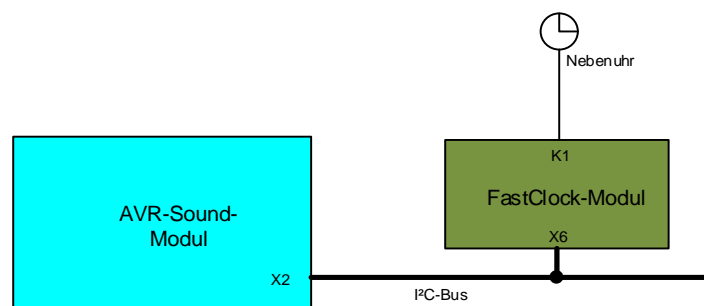 Nebenuhr
K1
FastClock-Modul
X6
AVR-Sound-
Modul
X2
I²C-Bus